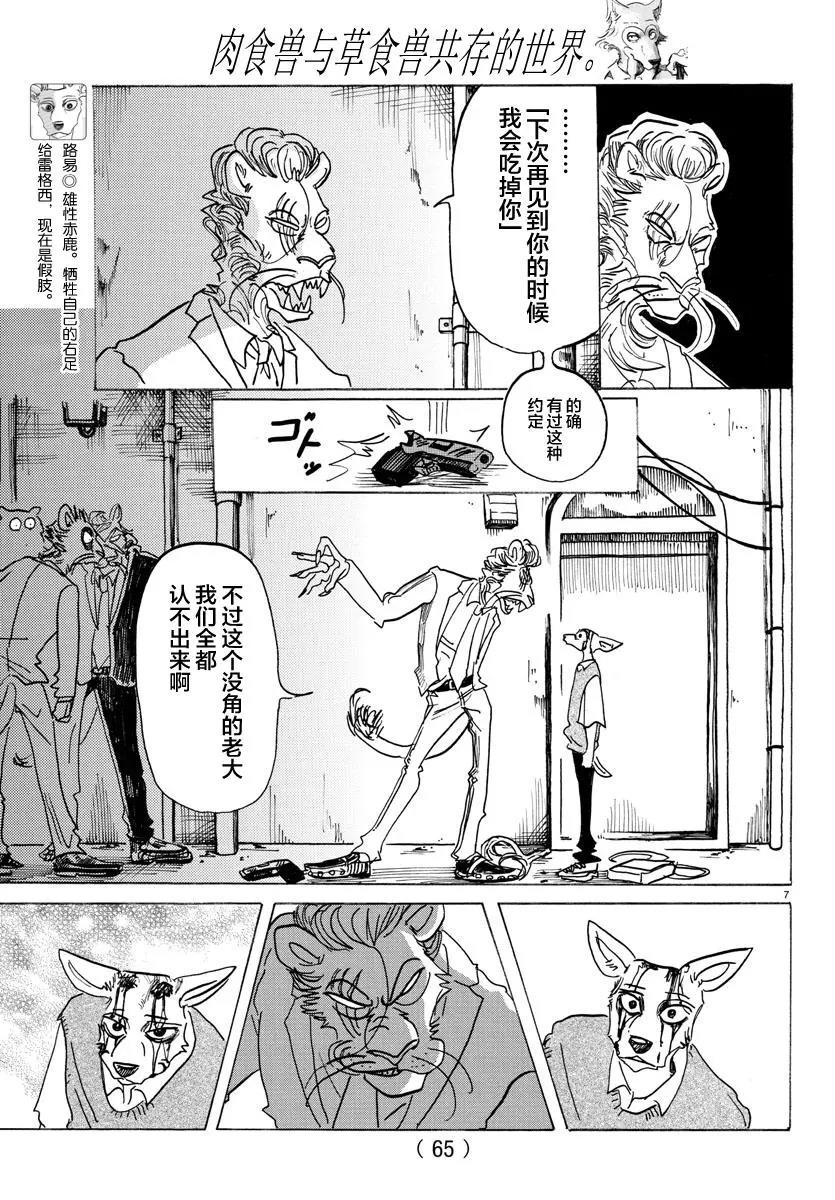 肉食兽与草食兽共存的世界。
路易◎雄性赤鹿。牺牲自己的右足
给雷格西，现在是假肢。
………
「下次再见到你的时候
我会吃掉你」
的确
有过这种
约定
ゴトッ
不过这个没角的老大
我们全都
认不出来啊
7
(65)